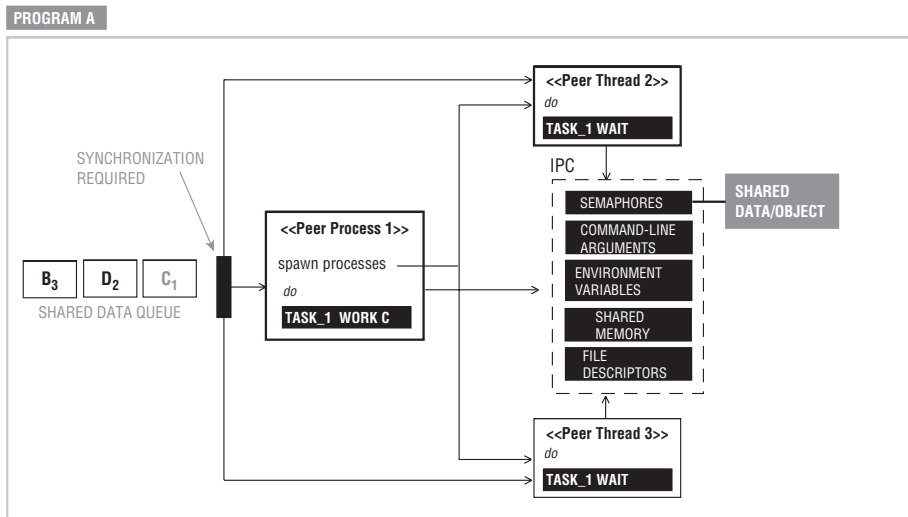 PROGRAM A
<<Peer Thread 2>>
do
TASK_1 WAIT
SYNCHRONIZATION
REQUIRED
IPC
SEMAPHORES
SHARED
DATA/OBJECT
COMMAND-LINE
ARGUMENTS
<<Peer Process 1>>
spawn processes
do
TASK_1 WORK C
ENVIRONMENT
VARIABLES
B3
D2
C1
SHARED DATA QUEUE
SHARED
MEMORY
FILE
DESCRIPTORS
<<Peer Thread 3>>
do
TASK_1 WAIT